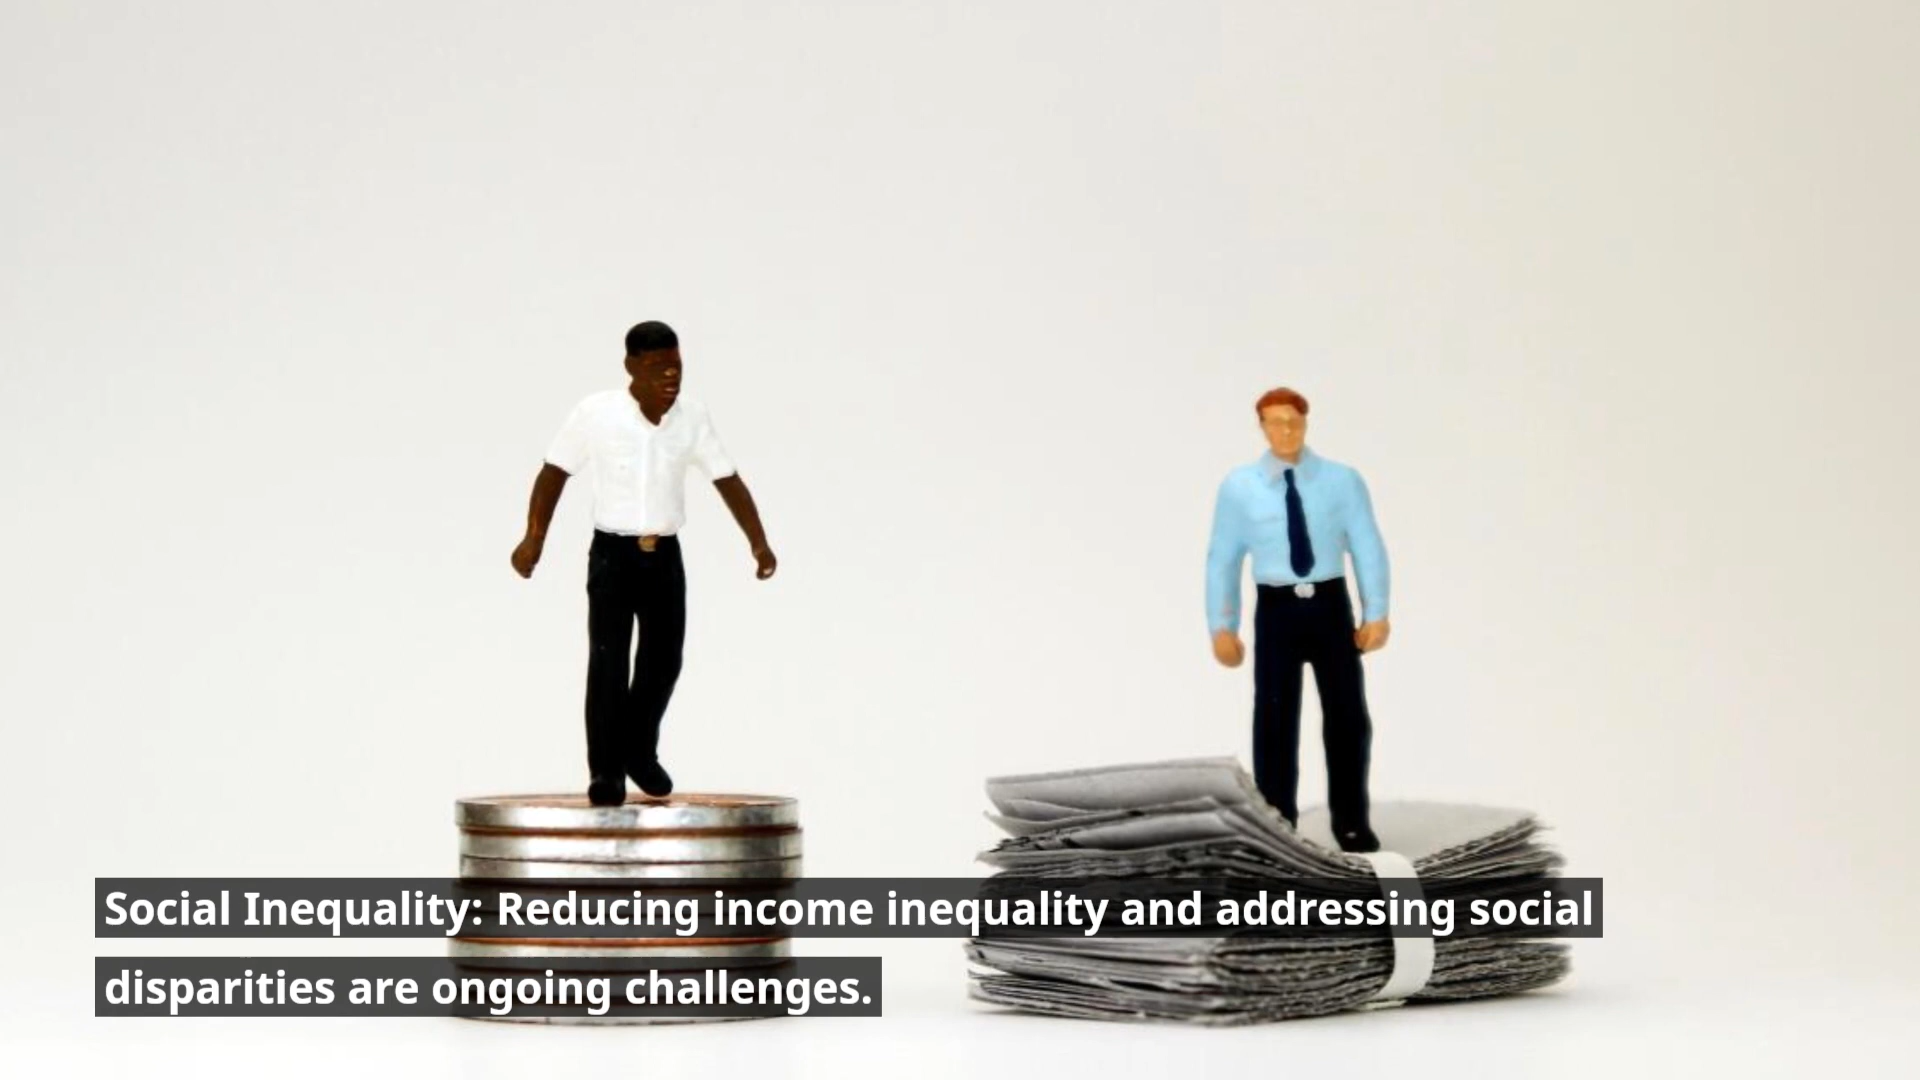 Social Inequality: Reducing income inequality and addressing social
disparities are ongoing challenges.